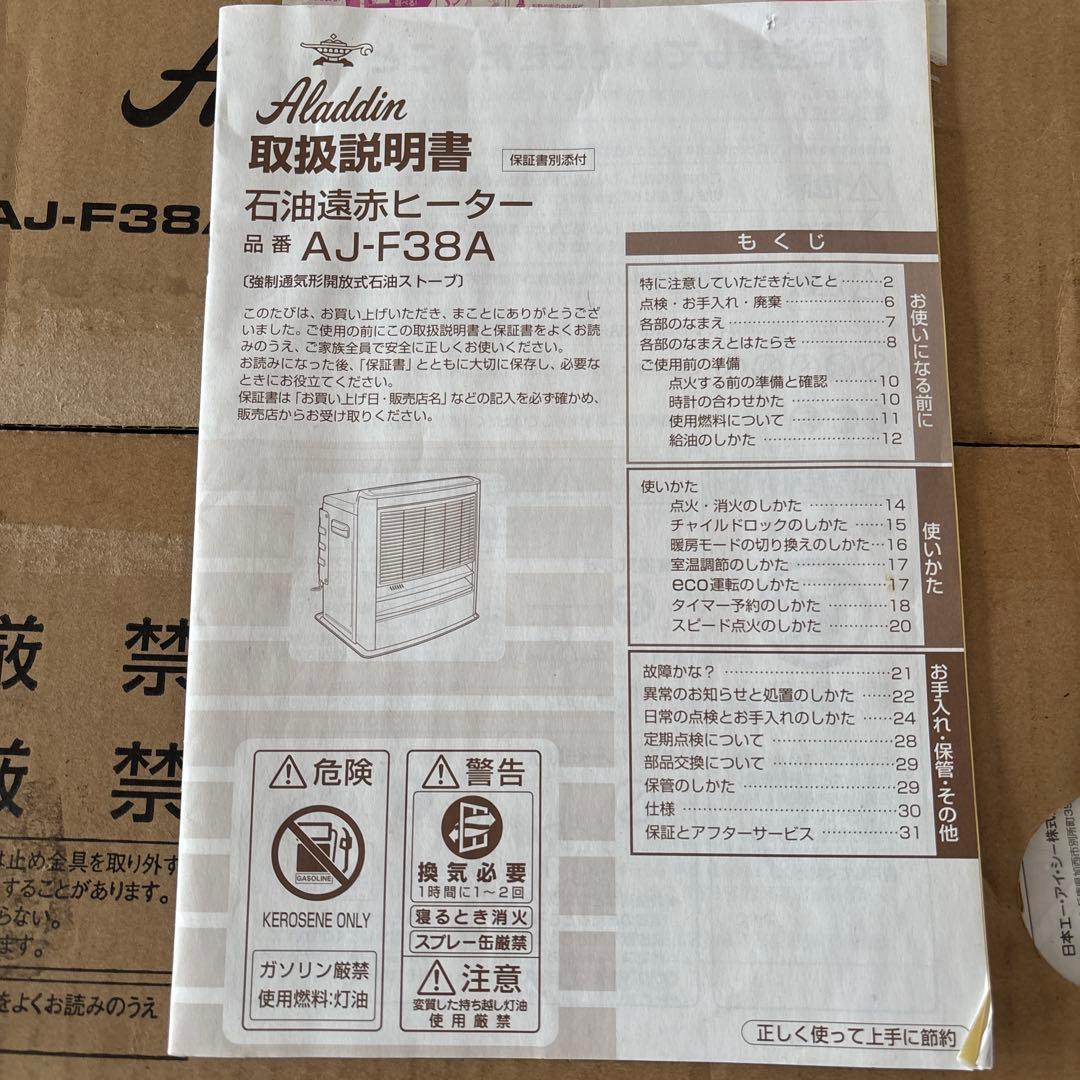 Aladdin
取扱説明書
保証書別添付
石油遠赤ヒーター
品番 AJ-F38A
〔強制通気形開放式石油ストーブ〕
このたびは、お買い上げいただき、まことにありがとうござ
いました。ご使用の前にこの取扱説明書と保証書をよくお読
みのうえ、ご家族全員で安全に正しくお使いください。
お読みになった後、「保証書」とともに大切に保存し、必要な
ときにお役立てください。
保証書は「お買い上げ日・販売店名」などの記入を必ず確かめ、
販売店からお受け取りください。
もくじ
特に注意していただきたいこと………2
点検・お手入れ・廃棄……………………6
各部のなまえ………………………………7
各部のなまえとはたらき…………………8
ご使用前の準備
点火する前の準備と確認………10
時計の合わせかた………………10
使用燃料について………………11
給油のしかた……………………12
お使いになる前に
使いかた
点火・消火のしかた……………14
チャイルドロックのしかた……15
暖房モードの切り換えのしかた…16
室温調節のしかた………………17
eco運転のしかた………………17
タイマー予約のしかた…………18
スピード点火のしかた…………20
使いかた
故障かな?…………………………21
異常のお知らせと処置のしかた……22
日常の点検とお手入れのしかた……24
定期点検について…………………28
部品交換について…………………29
保管のしかた………………………29
仕様…………………………………30
保証とアフターサービス…………31
お手入れ・保管・その他
危険
GASOLINE
KEROSENE ONLY
ガソリン厳禁
使用燃料:灯油
警告
換気必要
1時間に1〜2回
寝るとき消火
スプレー缶厳禁
注意
変質した持ち越し灯油
使用厳禁
正しく使って上手に節約
AJ-F38
厳禁
厳禁
止め金具を取り外す
することがあります。
らない。
ます。
をよくお読みのうえ
日本エー・アイ・シー株式